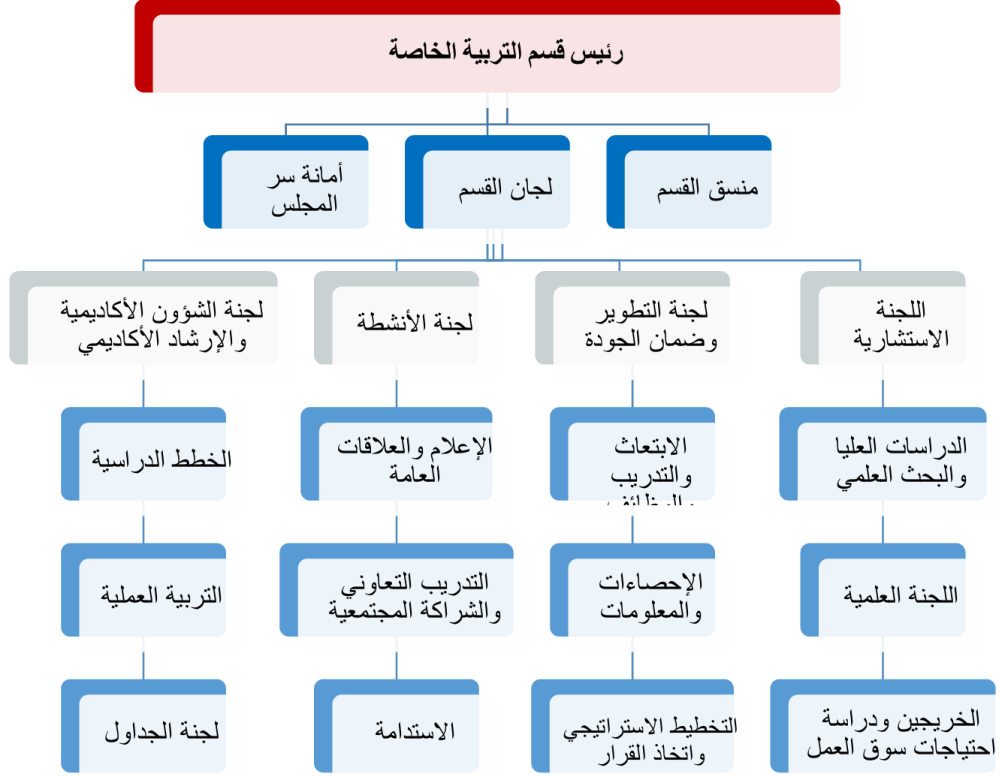 رئيس قسم التربية الخاصة
منسق القسم
لجان القسم
أمانة سر
المجلس
اللجنة
الاستشارية
لجنة التطوير
وضمان الجودة
لجنة الأنشطة
لجنة الشؤون الأكاديمية
والإرشاد الأكاديمي
الدراسات العليا
والبحث العلمي
الابتعاث
والتدريب
الإعلام والعلاقات
العامة
الخطط الدراسية
اللجنة العلمية
الإحصاءات
والمعلومات
التدريب التعاوني
والشراكة المجتمعية
التربية العملية
الخريجين ودراسة
احتياجات سوق العمل
التخطيط الاستراتيجي
واتخاذ القرار
الاستدامة
لجنة الجداول